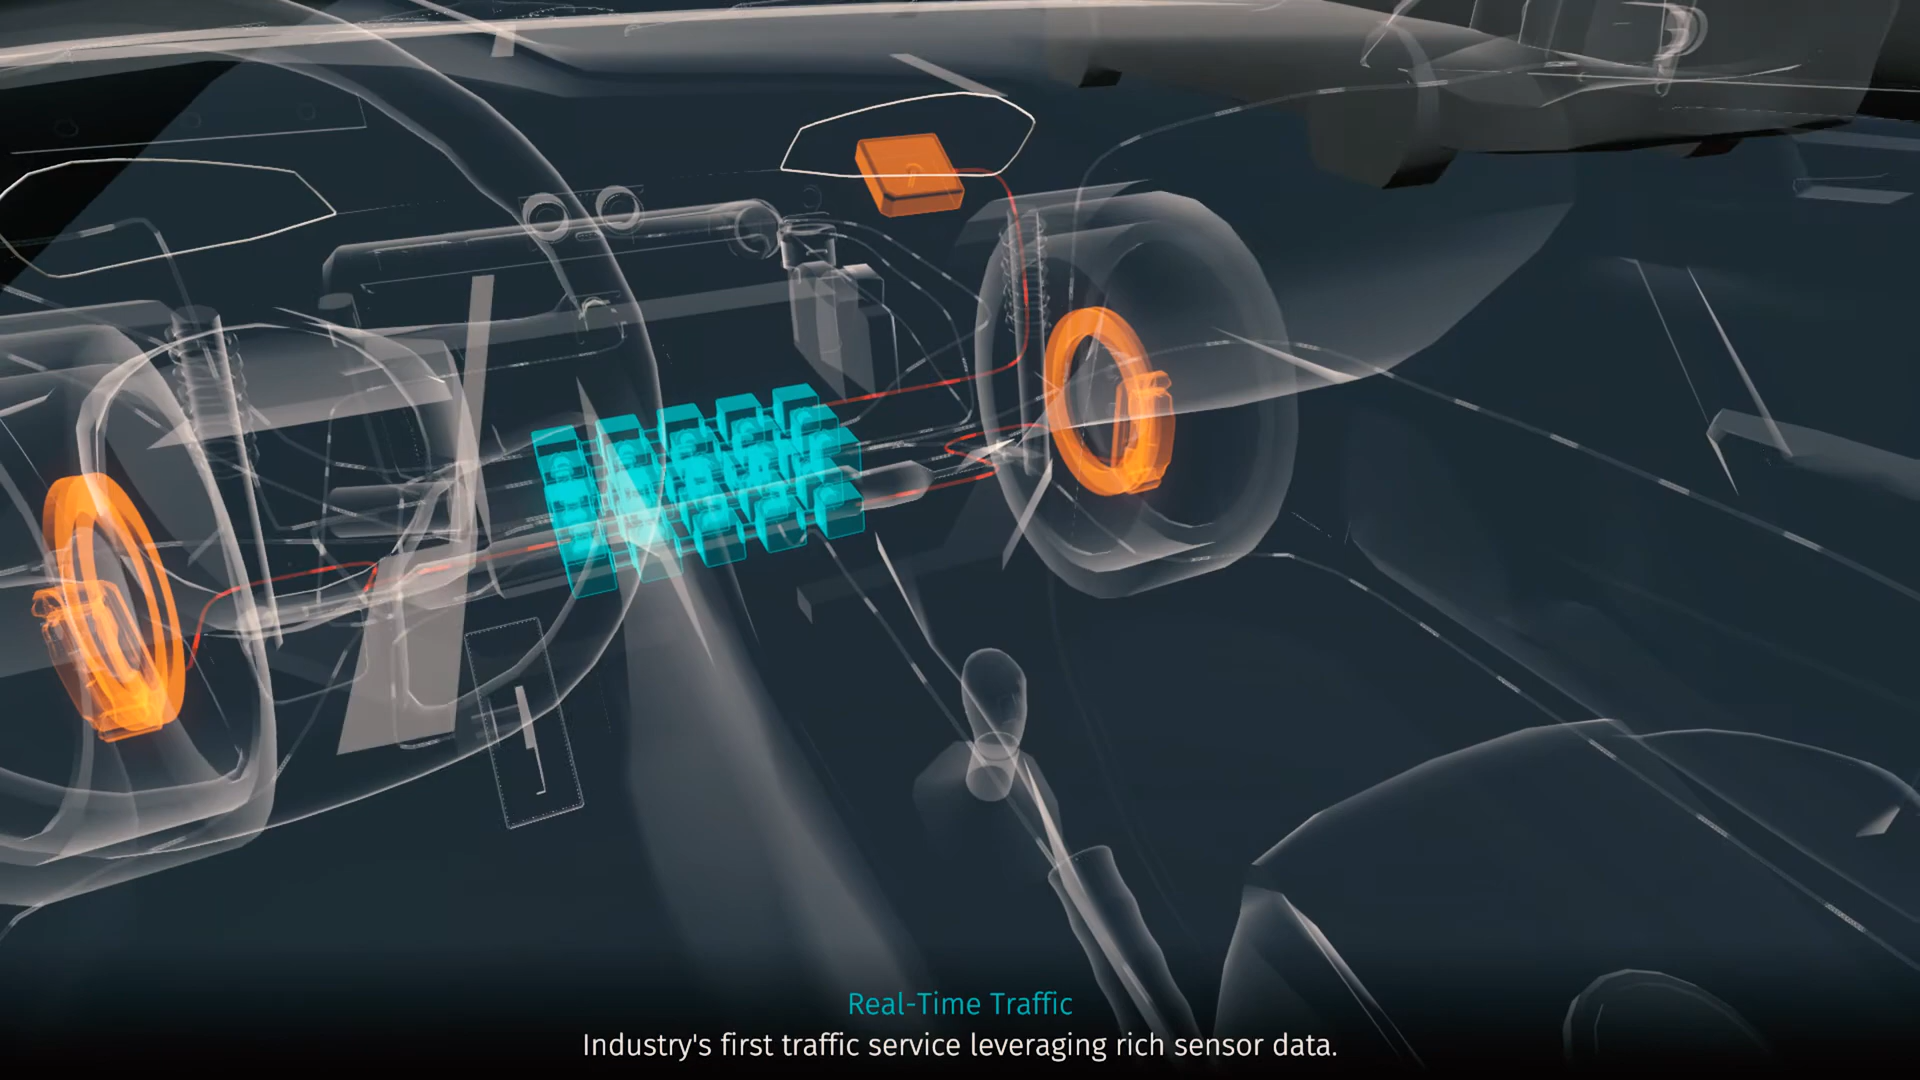 Real-Time Traffic
Industry's first traffic service leveraging rich sensor data.